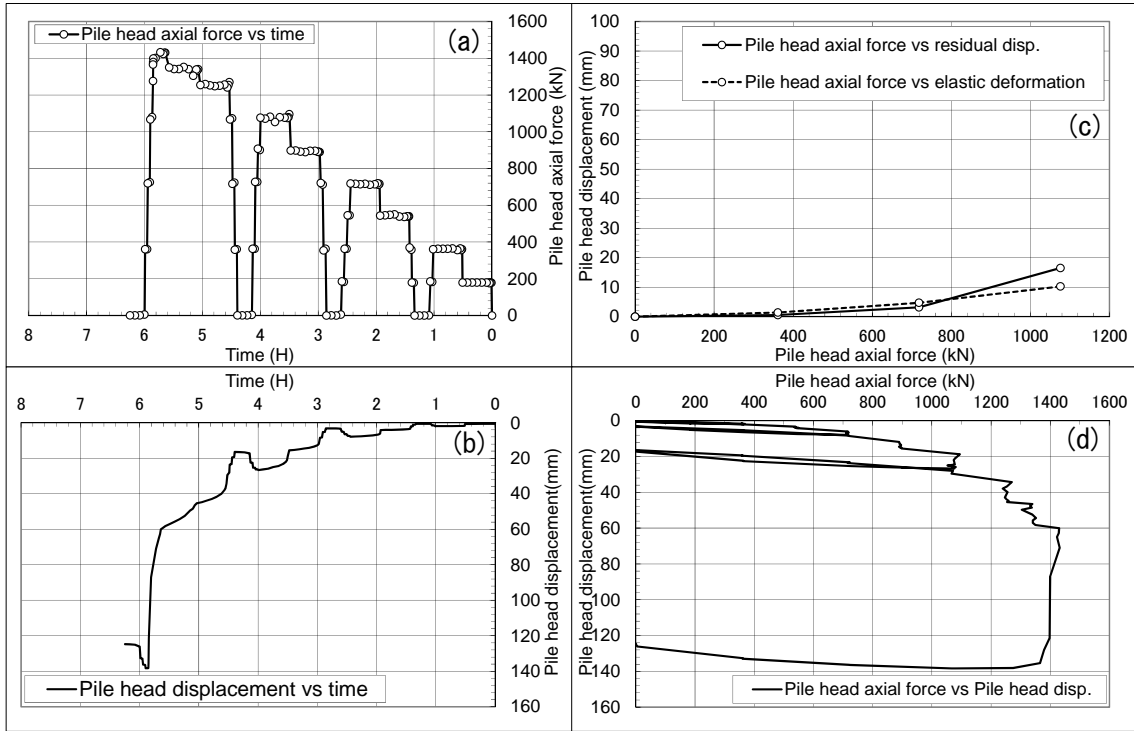 Pile head axial force vs time
(a)
1600
1400
1200
1000
800
600
400
200
0
Pile head axial force (kN)
8 7 6 5 4 3 2 1 0
Time (H)
100
90
80
70
60
50
40
30
20
10
0
Pile head displacement (mm)
Pile head axial force vs residual disp.
Pile head axial force vs elastic deformation
(c)
0 200 400 600 800 1000 1200
Pile head axial force (kN)
Time (H)
8 7 6 5 4 3 2 1 0
(b)
0
20
40
60
80
100
120
140
160
Pile head displacement(mm)
Pile head displacement vs time
Pile head axial force (kN)
0 200 400 600 800 1000 1200 1400 1600
(d)
0
20
40
60
80
100
120
140
160
Pile head displacement(mm)
Pile head axial force vs Pile head disp.